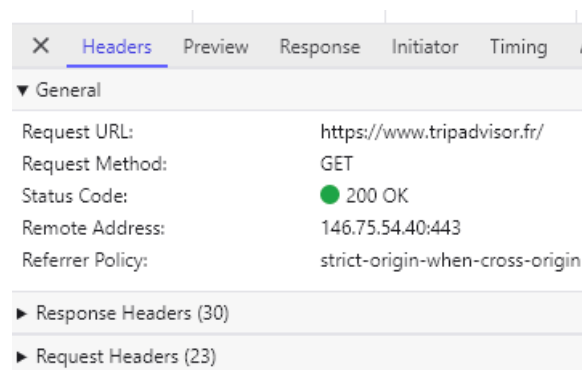 ✕ Headers Preview Response Initiator Timing
▼ General
Request URL: https://www.tripadvisor.fr/
Request Method: GET
Status Code: 200 OK
Remote Address: 146.75.54.40:443
Referrer Policy: strict-origin-when-cross-origin
▶ Response Headers (30)
▶ Request Headers (23)